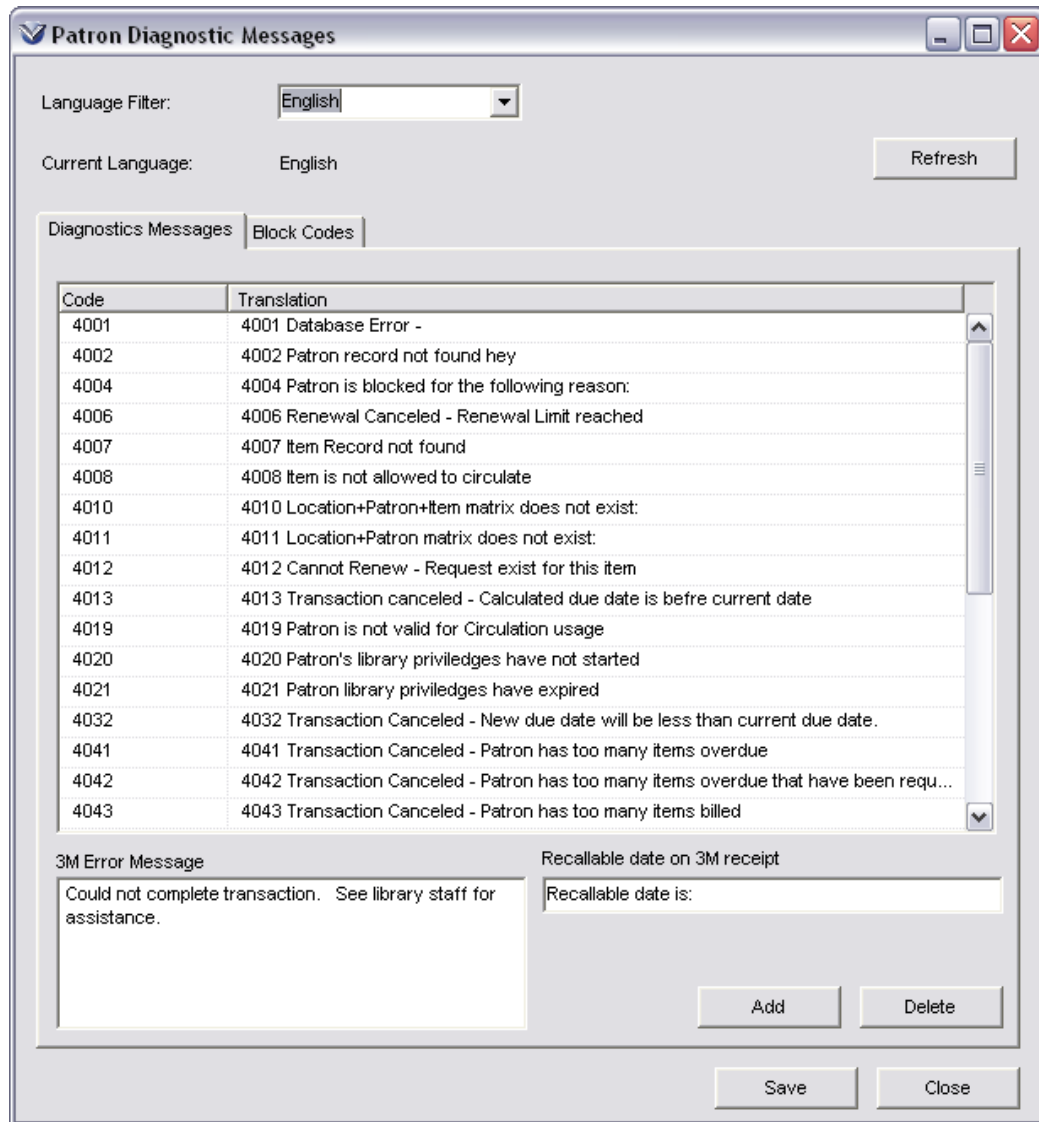 Patron Diagnostic Messages
Language Filter: English
Refresh
Current Language: English
Diagnostics Messages Block Codes
Code Translation
4001 4001 Database Error -
4002 4002 Patron record not found hey
4004 4004 Patron is blocked for the following reason:
4006 4006 Renewal Canceled - Renewal Limit reached
4007 4007 Item Record not found
4008 4008 Item is not allowed to circulate
4010 4010 Location+Patron+Item matrix does not exist:
4011 4011 Location+Patron matrix does not exist:
4012 4012 Cannot Renew - Request exist for this item
4013 4013 Transaction canceled - Calculated due date is befre current date
4019 4019 Patron is not valid for Circulation usage
4020 4020 Patron's library priviledges have not started
4021 4021 Patron library priviledges have expired
4032 4032 Transaction Canceled - New due date will be less than current due date.
4041 4041 Transaction Canceled - Patron has too many items overdue
4042 4042 Transaction Canceled - Patron has too many items overdue that have been requ...
4043 4043 Transaction Canceled - Patron has too many items billed
3M Error Message
Could not complete transaction. See library staff for
assistance.
Recallable date on 3M receipt
Recallable date is:
Add Delete
Save Close